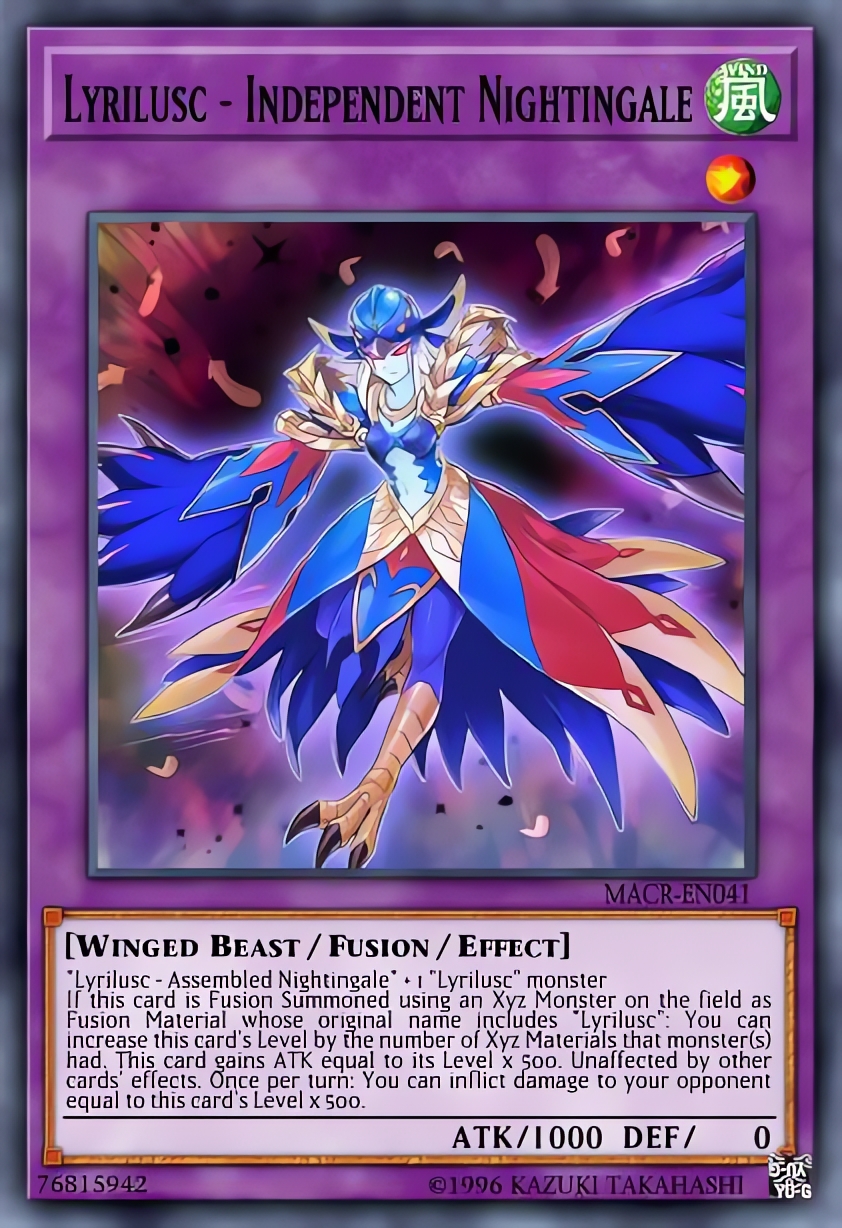 Lyrilusc - Independent Nightingale
WIND
風
MACR-EN041
[Winged Beast / Fusion / Effect]
"Lyrilusc - Assembled Nightingale" + 1 "Lyrilusc" monster
If this card is Fusion Summoned using an Xyz Monster on the field as
Fusion Material whose original name includes "Lyrilusc": You can
increase this card's Level by the number of Xyz Materials that monster(s)
had. This card gains ATK equal to its Level x 500. Unaffected by other
cards' effects. Once per turn: You can inflict damage to your opponent
equal to this card's Level x 500.
ATK/1000 DEF/ 0
76815942 ©1996 KAZUKI TAKAHASHI